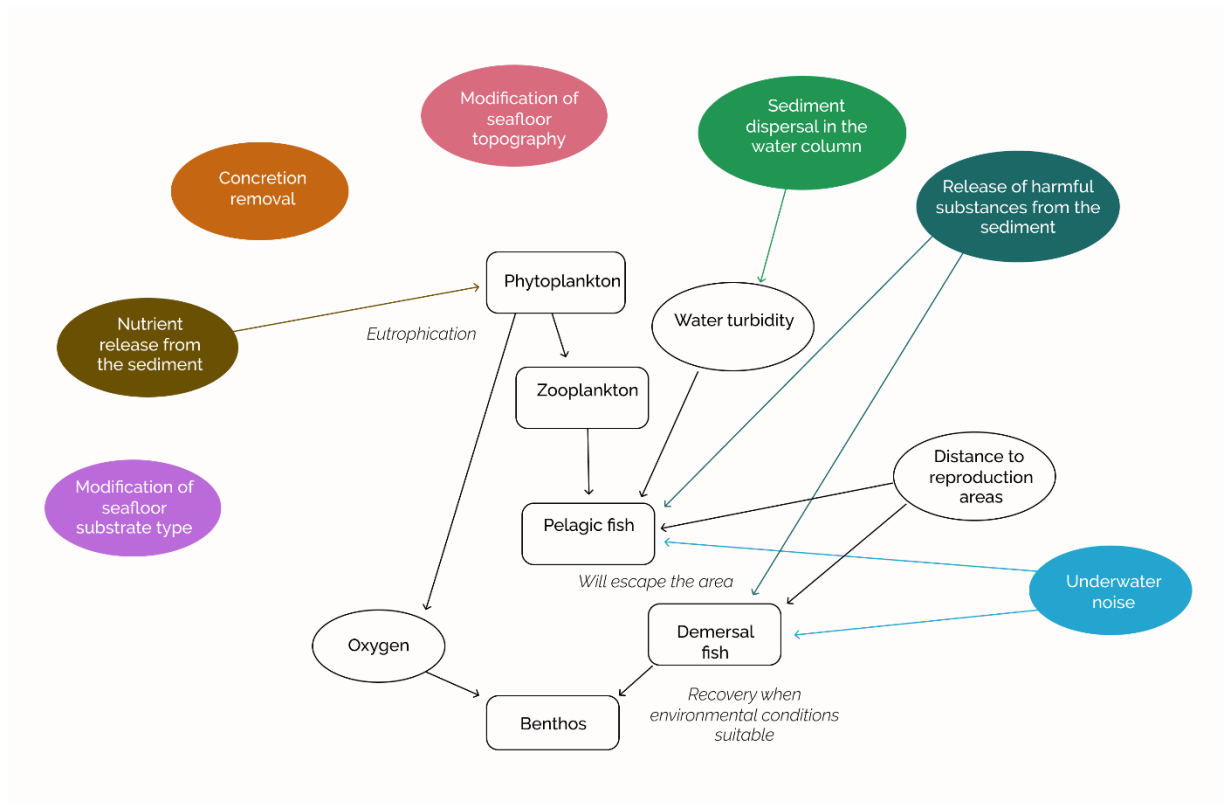 Modification of
seafloor
topography
Sediment
dispersal in the
water column
Concretion
removal
Release of harmful
substances from the
sediment
Phytoplankton
Water turbidity
Nutrient
release from
the sediment
Eutrophication
Zooplankton
Distance to
reproduction
areas
Modification of
seafloor
substrate type
Pelagic fish
Will escape the area
Underwater
noise
Oxygen
Demersal
fish
Recovery when
environmental conditions
suitable
Benthos